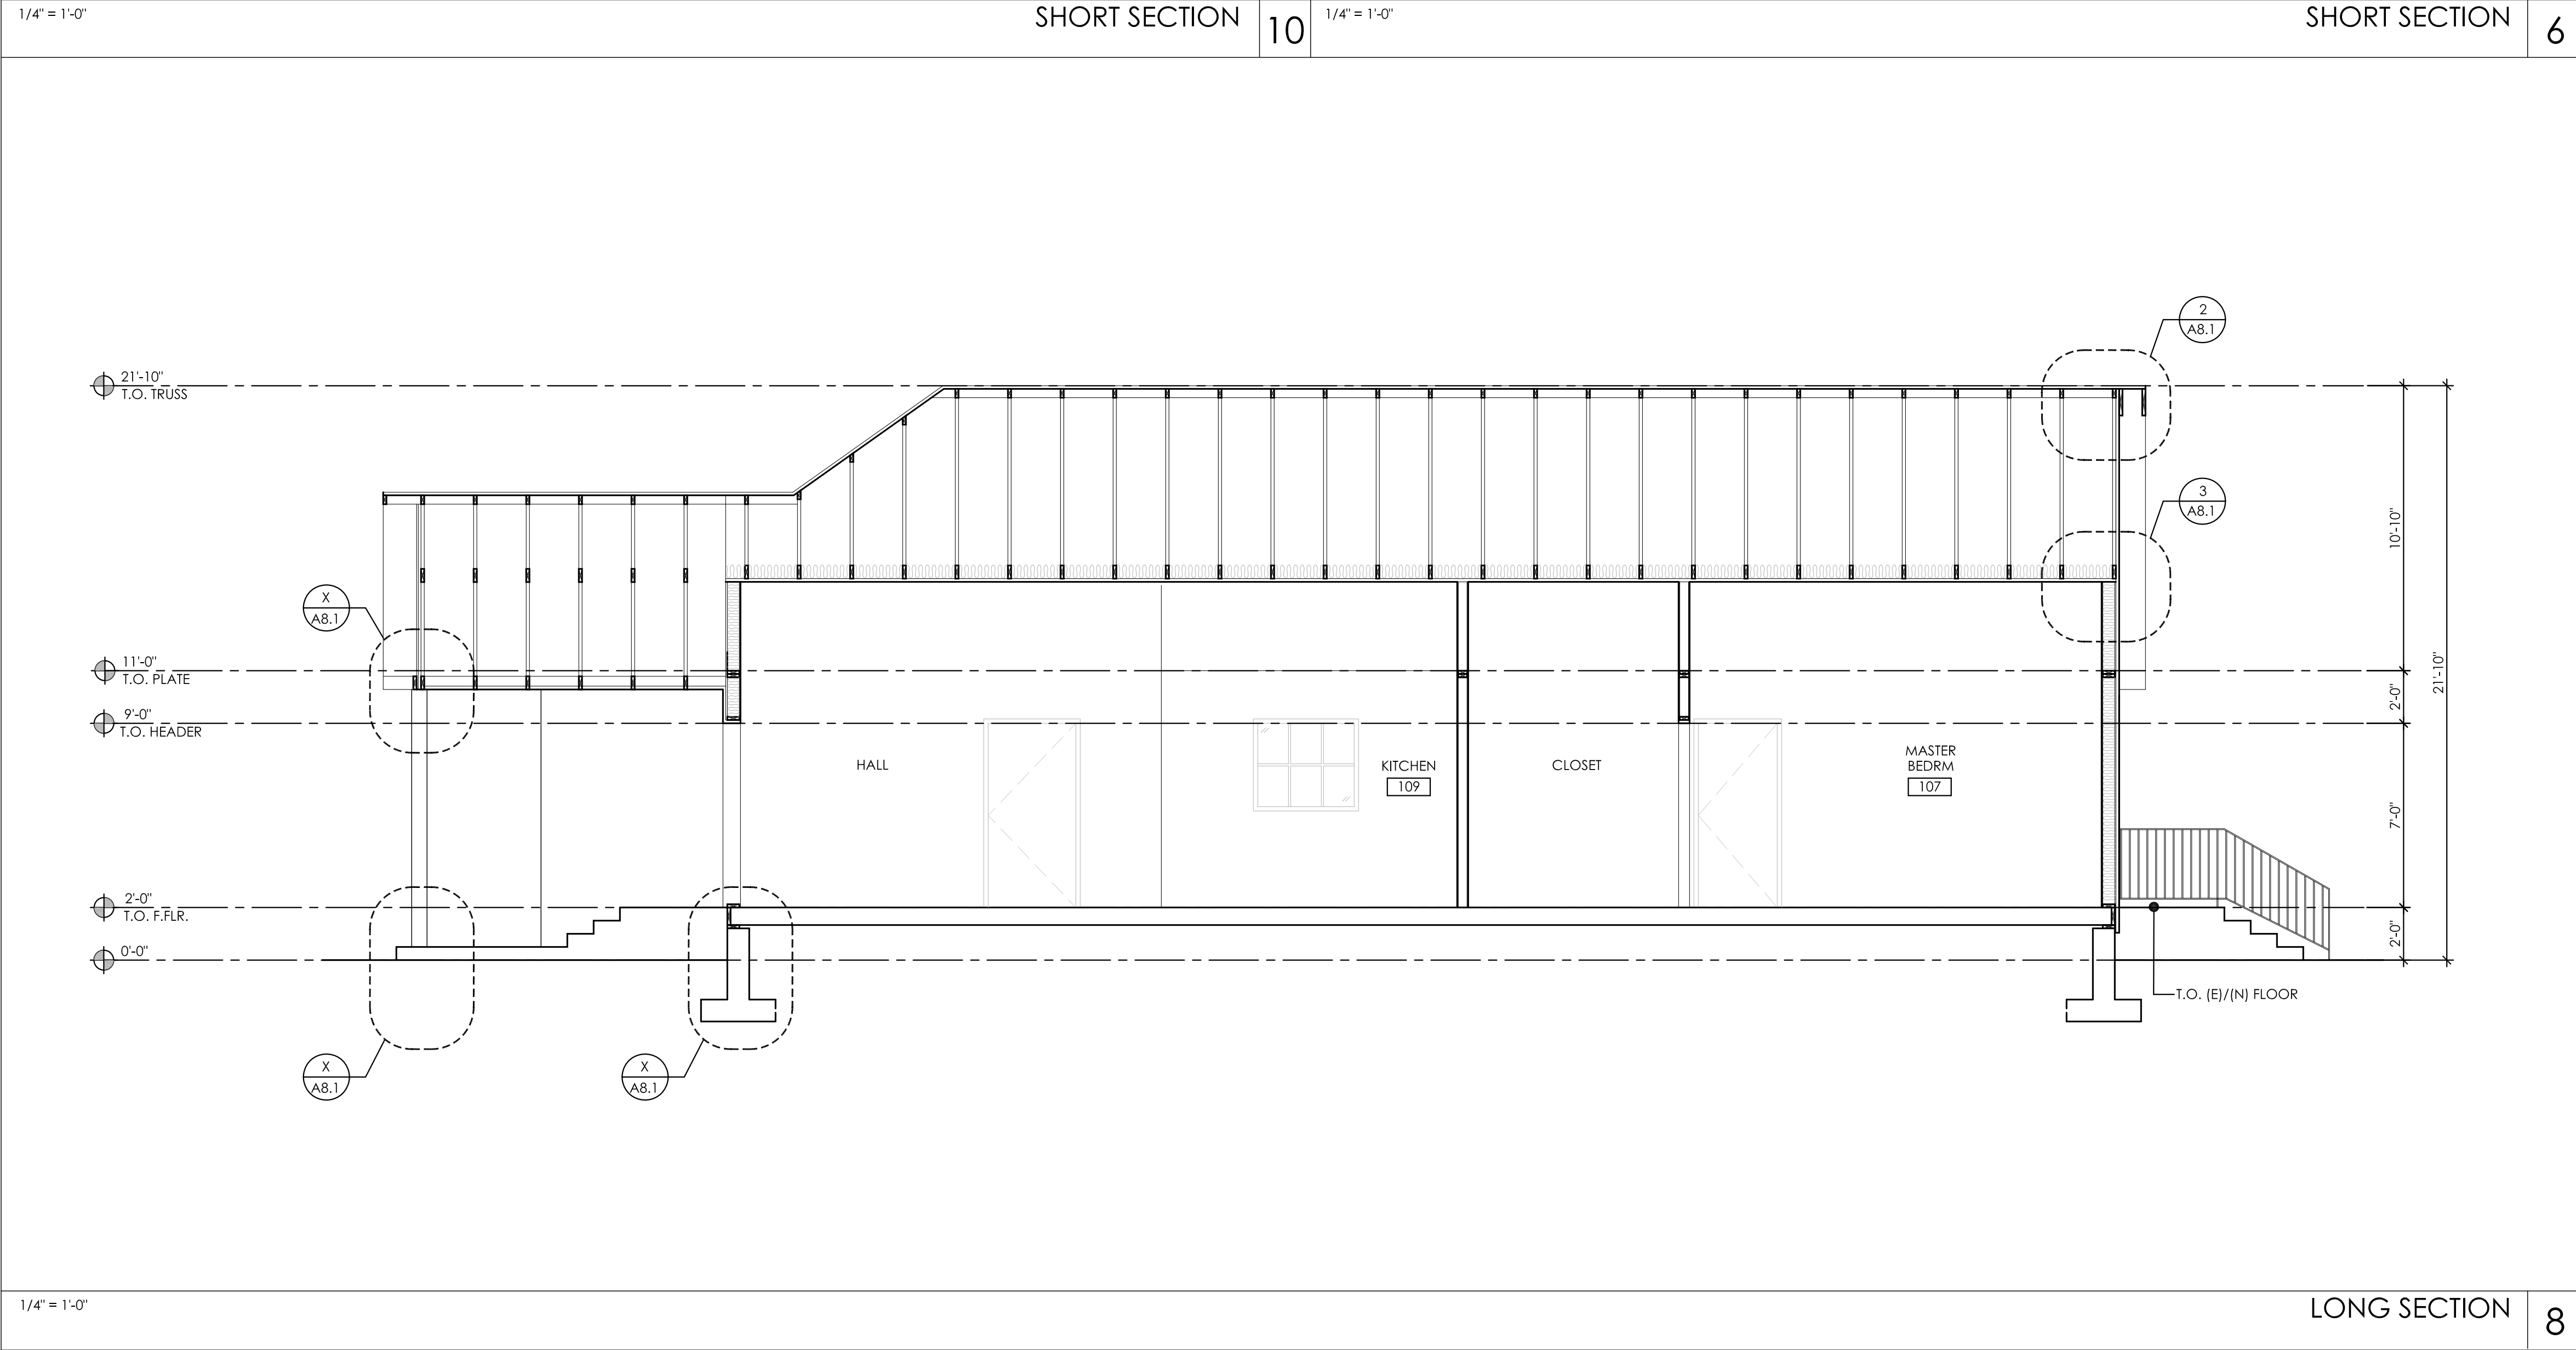 1/4" = 1'-0"
SHORT SECTION
10
1/4" = 1'-0"
SHORT SECTION
6
2
A8.1
21'-10"
T.O. TRUSS
3
A8.1
10'-10"
X
A8.1
11'-0"
T.O. PLATE
21'-10"
2'-0"
9'-0"
T.O. HEADER
HALL
KITCHEN
109
CLOSET
MASTER
BEDRM
107
7'-0"
2'-0"
T.O. F.FLR.
2'-0"
0'-0"
T.O. (E)/(N) FLOOR
X
A8.1
X
A8.1
1/4" = 1'-0"
LONG SECTION
8